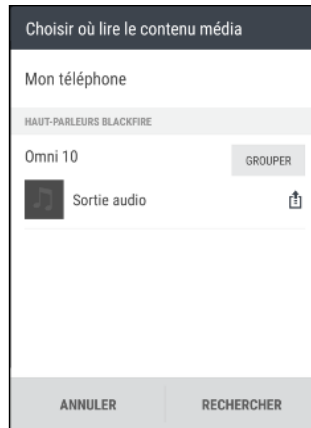 Choisir où lire le contenu média
Mon téléphone
HAUT-PARLEURS BLACKFIRE
Omni 10
GROUPER
Sortie audio
ANNULER
RECHERCHER